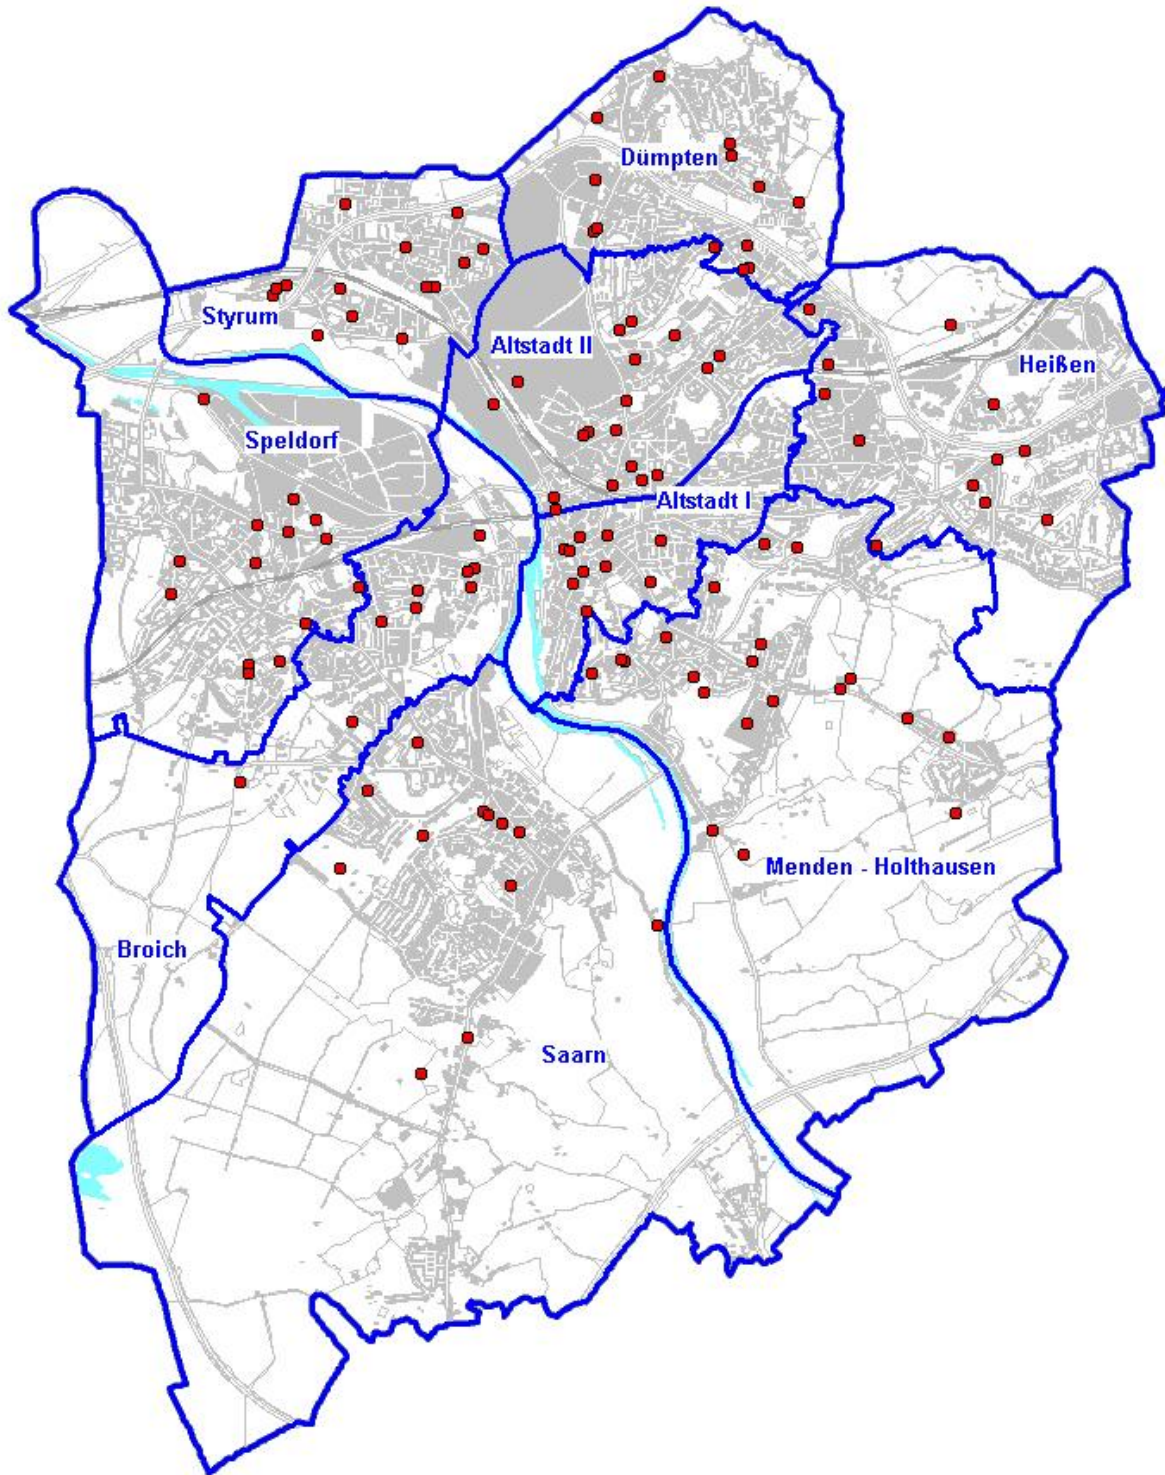 Dümpten
Styrum
Altstadt II
Heißen
Speldorf
Altstadt I
Menden - Holthausen
Broich
Saarn